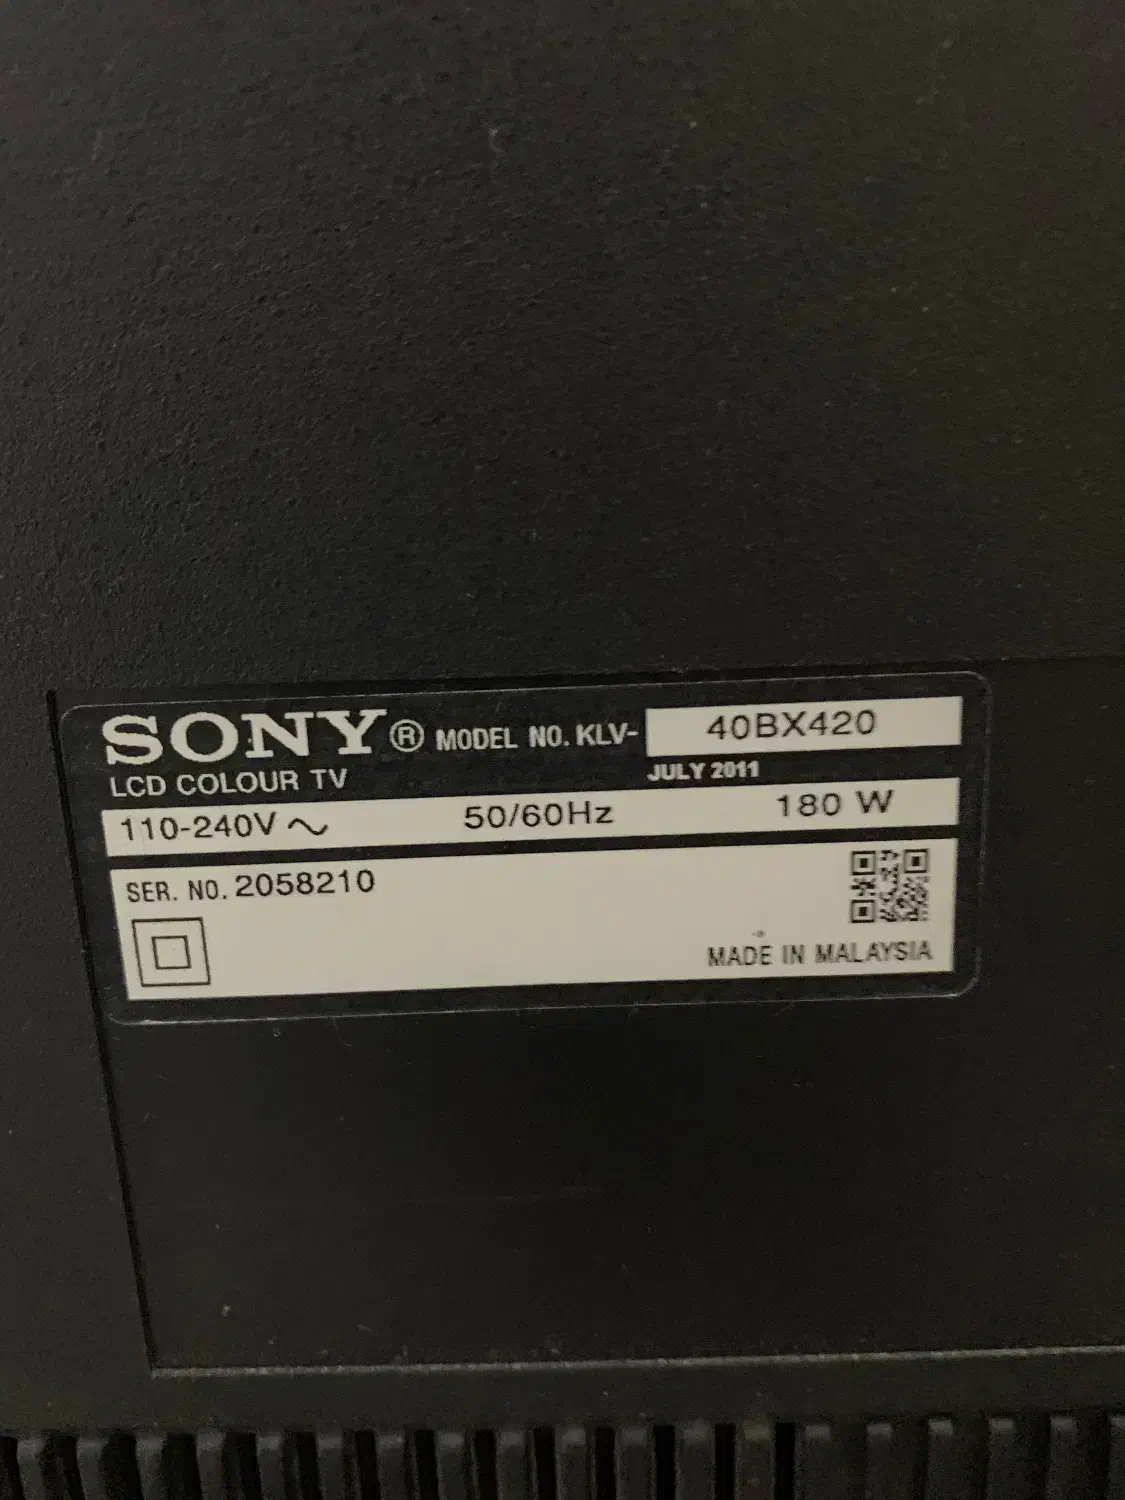 SONY® MODEL NO. KLV- 40BX420
LCD COLOUR TV JULY 2011
110-240V ~ 50/60Hz 180 W
SER. NO. 2058210
MADE IN MALAYSIA